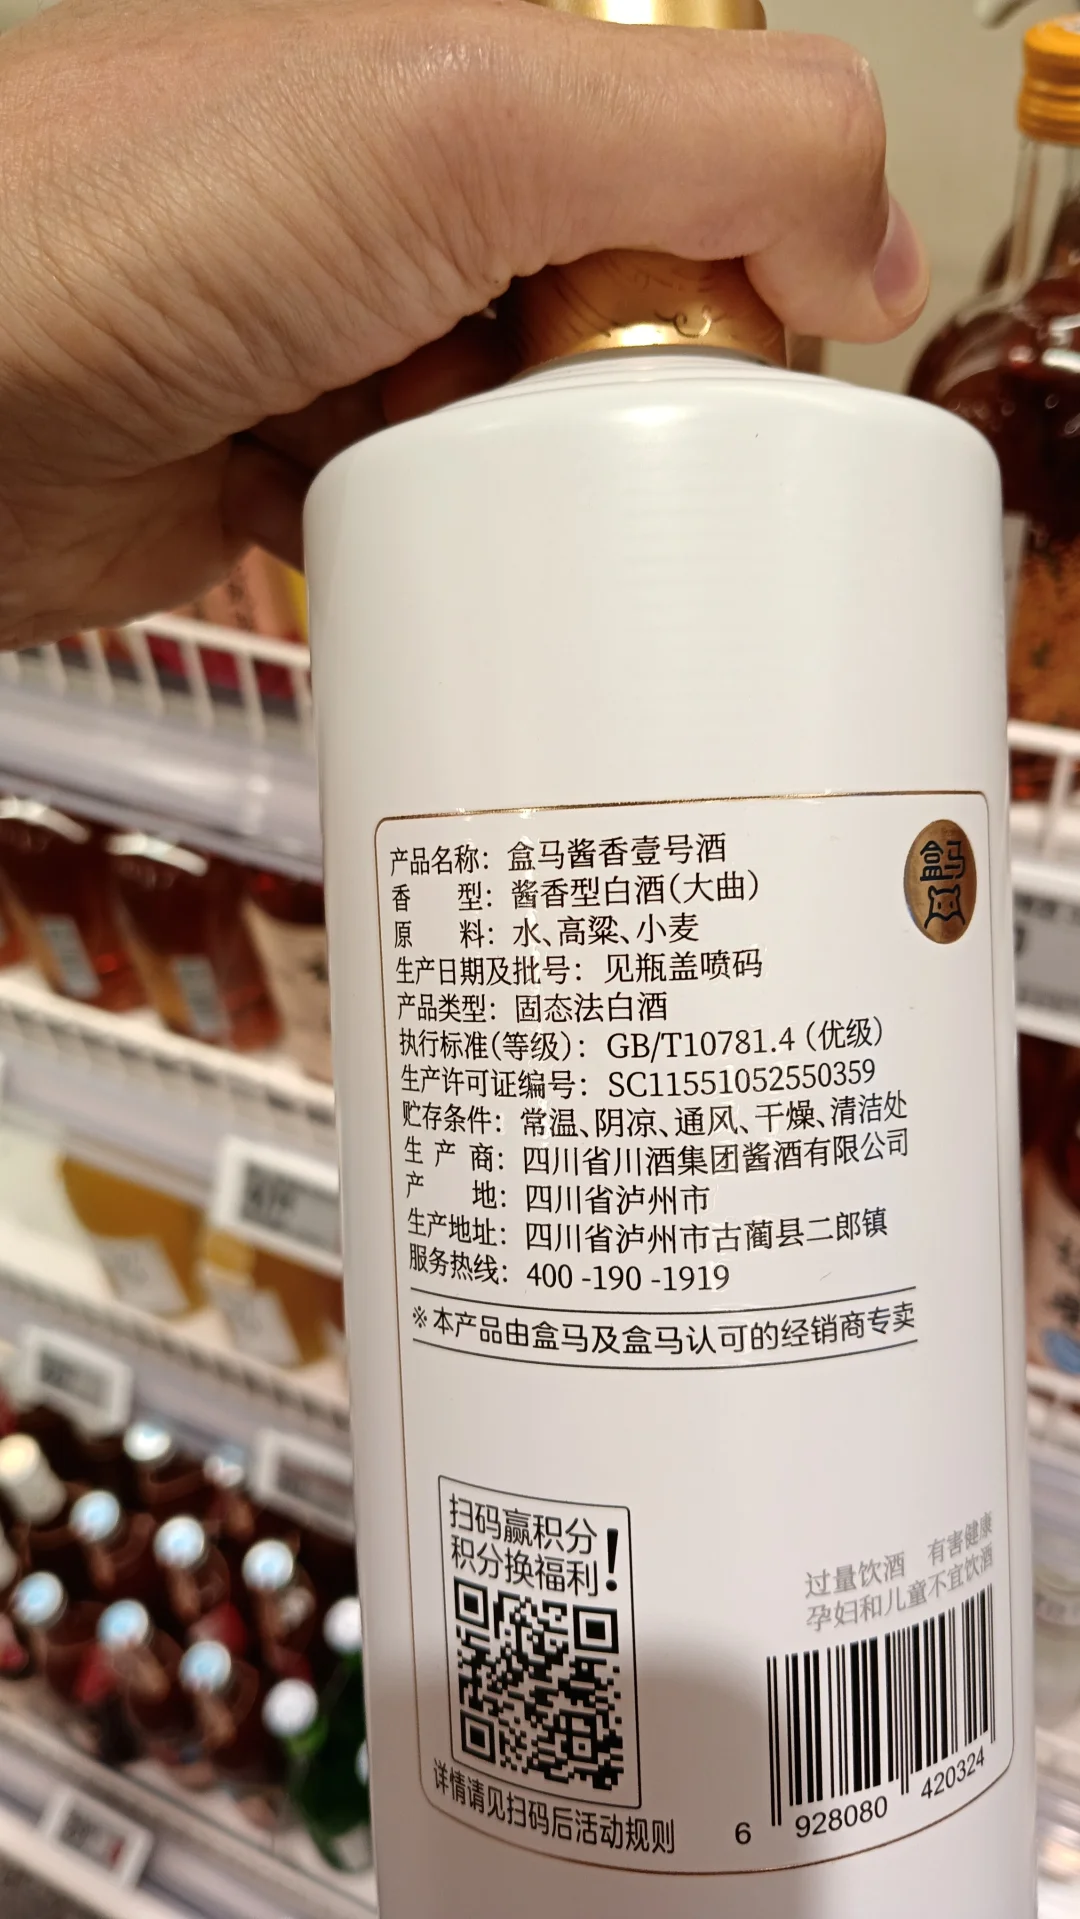 产品名称：盒马酱香壹号酒
香型：酱香型白酒（大曲）
原料：水、高粱、小麦
生产日期及批号：见瓶盖喷码
产品类型：固态法白酒
执行标准（等级）：GB/T10781.4（优级）
生产许可证编号：SC11551052550359
贮存条件：常温、阴凉、通风、干燥、清洁处
生产商：四川省川酒集团酱酒有限公司
产地：四川省泸州市
生产地址：四川省泸州市古蔺县二郎镇
服务热线：400-190-1919
※本产品由盒马及盒马认可的经销商专卖
盒马
扫码赢积分
积分换福利！
详情请见扫码后活动规则
过量饮酒 有害健康
孕妇和儿童不宜饮酒
6 928080 420324